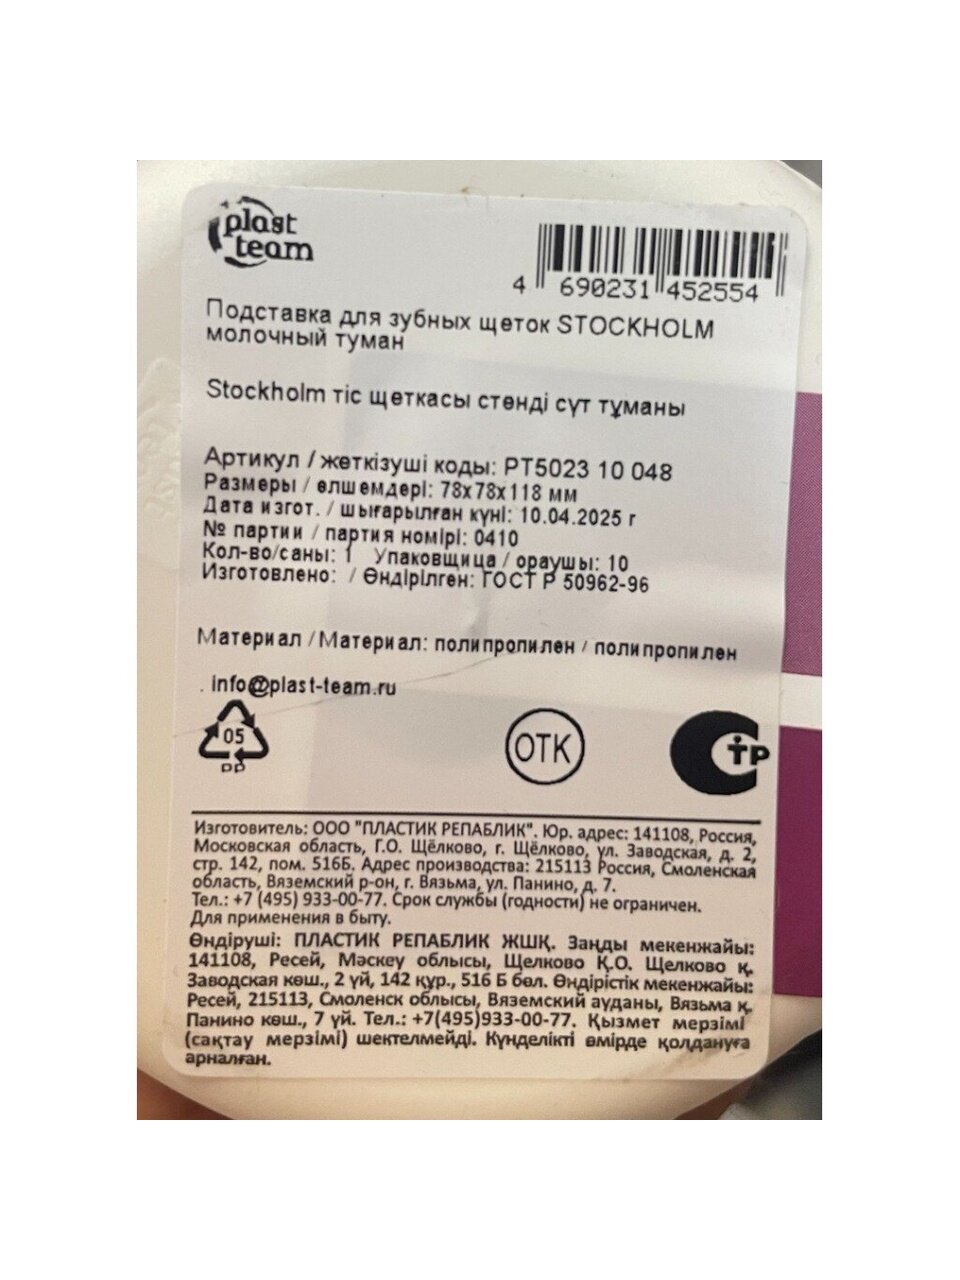 plast
team
4 690231 452554
Подставка для зубных щеток STOCKHOLM
молочный туман
Stockholm тіс щеткасы стенді сүт тұманы
Артикул / жеткізуші коды: PT5023 10 048
Размеры / өлшемдері: 78x78x118 мм
Дата изгот. / шығарылған күні: 10.04.2025 г
№ партии / партия номірі: 0410
Кол-во/саны: 1 Упаковщица / ораушы: 10
Изготовлено: / Өндірілген: ГОСТ Р 50962-96
Материал / Материал: полипропилен / полипропилен
. info@plast-team.ru
05
PP
ОТК
СТР
Изготовитель: ООО "ПЛАСТИК РЕПАБЛИК". Юр. адрес: 141108, Россия,
Московская область, Г.О. Щёлково, г. Щёлково, ул. Заводская, д. 2,
стр. 142, пом. 516Б. Адрес производства: 215113 Россия, Смоленская
область, Вяземский р-он, г. Вязьма, ул. Панино, д. 7.
Тел.: +7 (495) 933-00-77. Срок службы (годности) не ограничен.
Для применения в быту.
Өндіруші: ПЛАСТИК РЕПАБЛИК ЖШҚ. Заңды мекенжайы:
141108, Ресей, Мәскеу облысы, Щелково Қ.О. Щелково қ.
Заводская көш., 2 үй, 142 құр., 516 Б бөл. Өндірістік мекенжайы:
Ресей, 215113, Смоленск облысы, Вяземский ауданы, Вязьма қ.
Панино көш., 7 үй. Тел.: +7(495)933-00-77. Қызмет мерзімі
(сақтау мерзімі) шектелмейді. Күнделікті өмірде қолдануға
арналған.